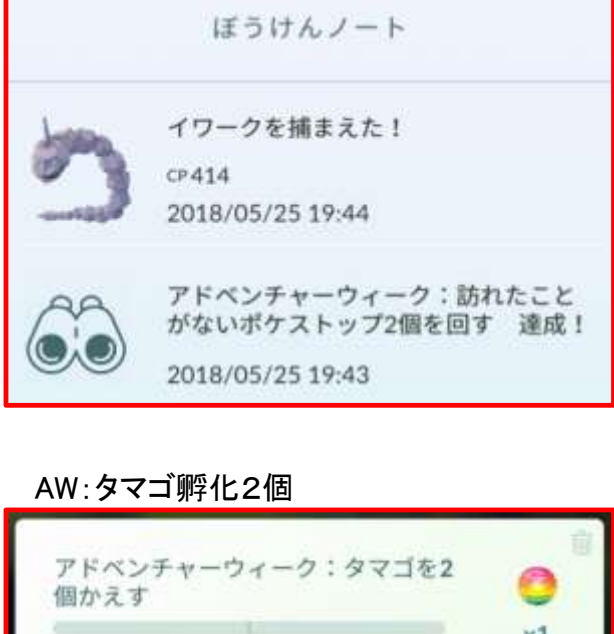 ぼうけんノート
イワークを捕まえた！
CP414
2018/05/25 19:44
アドベンチャーウィーク：訪れたこと
がないポケストップ2個を回す　達成！
2018/05/25 19:43
AW：タマゴ孵化２個
アドベンチャーウィーク：タマゴを2
個かえす
x1